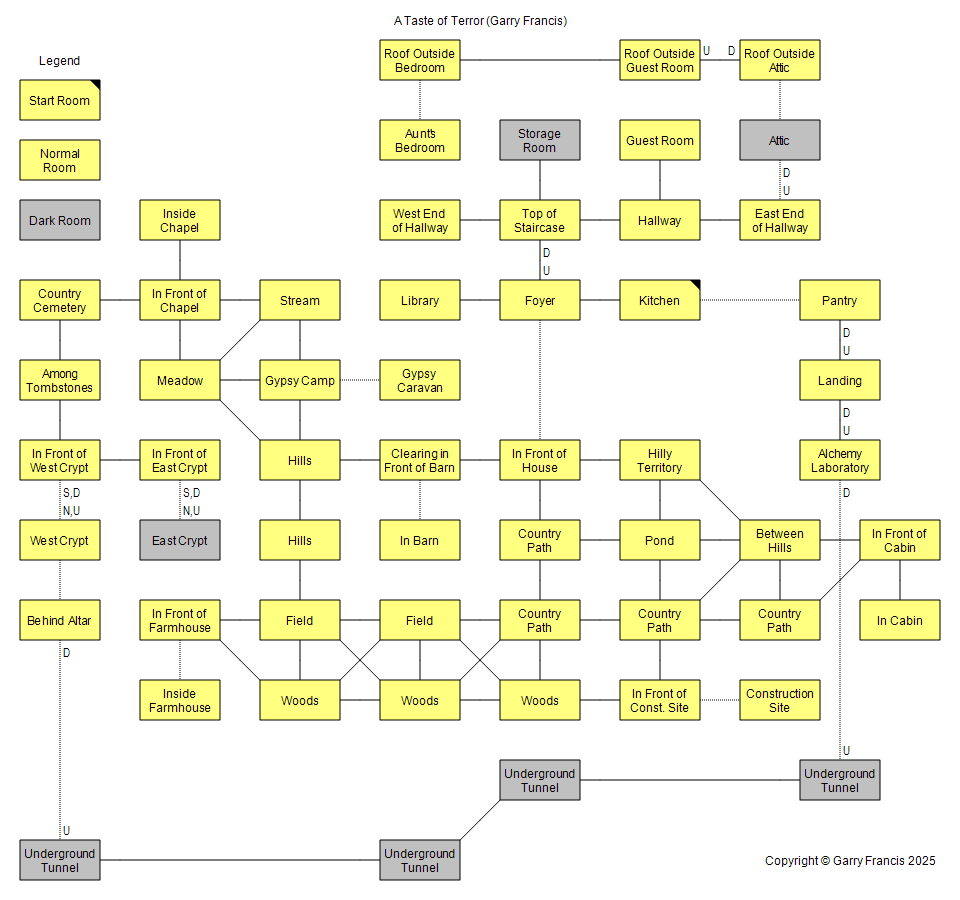 A Taste of Terror (Garry Francis)
Legend
Start Room
Normal
Room
Dark Room
Roof Outside
Bedroom
Roof Outside
Guest Room
U
D
Roof Outside
Attic
Aunt's
Bedroom
Storage
Room
Guest Room
Attic
D
U
Inside
Chapel
West End
of Hallway
Top of
Staircase
Hallway
East End
of Hallway
D
U
Country
Cemetery
In Front of
Chapel
Stream
Library
Foyer
Kitchen
Pantry
D
U
Among
Tombstones
Meadow
Gypsy Camp
Gypsy
Caravan
Landing
D
U
In Front of
West Crypt
In Front of
East Crypt
Hills
Clearing in
Front of Barn
In Front of
House
Hilly
Territory
Alchemy
Laboratory
S,D
N,U
S,D
N,U
D
West Crypt
East Crypt
Hills
In Barn
Country
Path
Pond
Between
Hills
In Front of
Cabin
Behind Altar
In Front of
Farmhouse
Field
Field
Country
Path
Country
Path
Country
Path
In Cabin
D
Inside
Farmhouse
Woods
Woods
Woods
In Front of
Const. Site
Construction
Site
U
Underground
Tunnel
Underground
Tunnel
U
Underground
Tunnel
Underground
Tunnel
Copyright © Garry Francis 2025